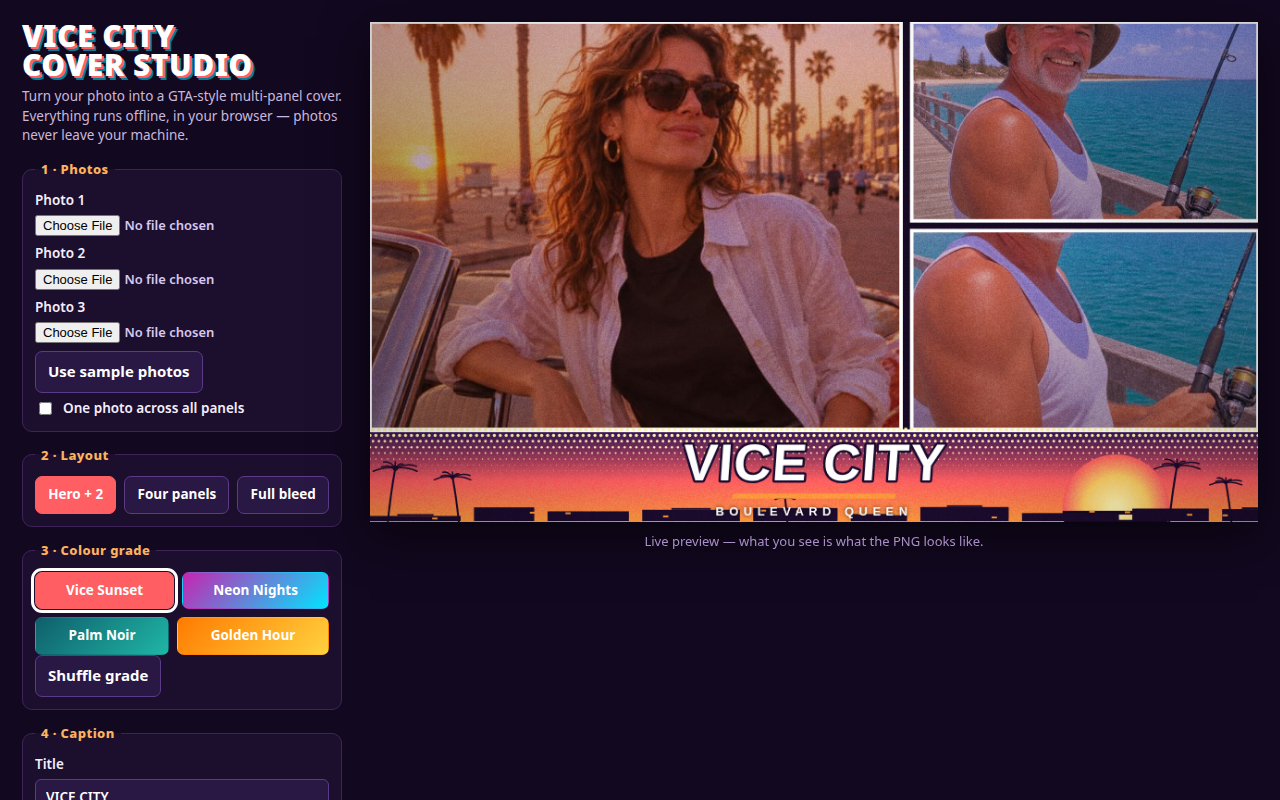 VICE CITY
COVER STUDIO
Turn your photo into a GTA-style multi-panel cover.
Everything runs offline, in your browser — photos
never leave your machine.
1 · Photos
Photo 1
Choose File No file chosen
Photo 2
Choose File No file chosen
Photo 3
Choose File No file chosen
Use sample photos
One photo across all panels
2 · Layout
Hero + 2 Four panels Full bleed
3 · Colour grade
Vice Sunset Neon Nights
Palm Noir Golden Hour
Shuffle grade
4 · Caption
Title
VICE CITY
VICE CITY
BOULEVARD QUEEN
Live preview — what you see is what the PNG looks like.